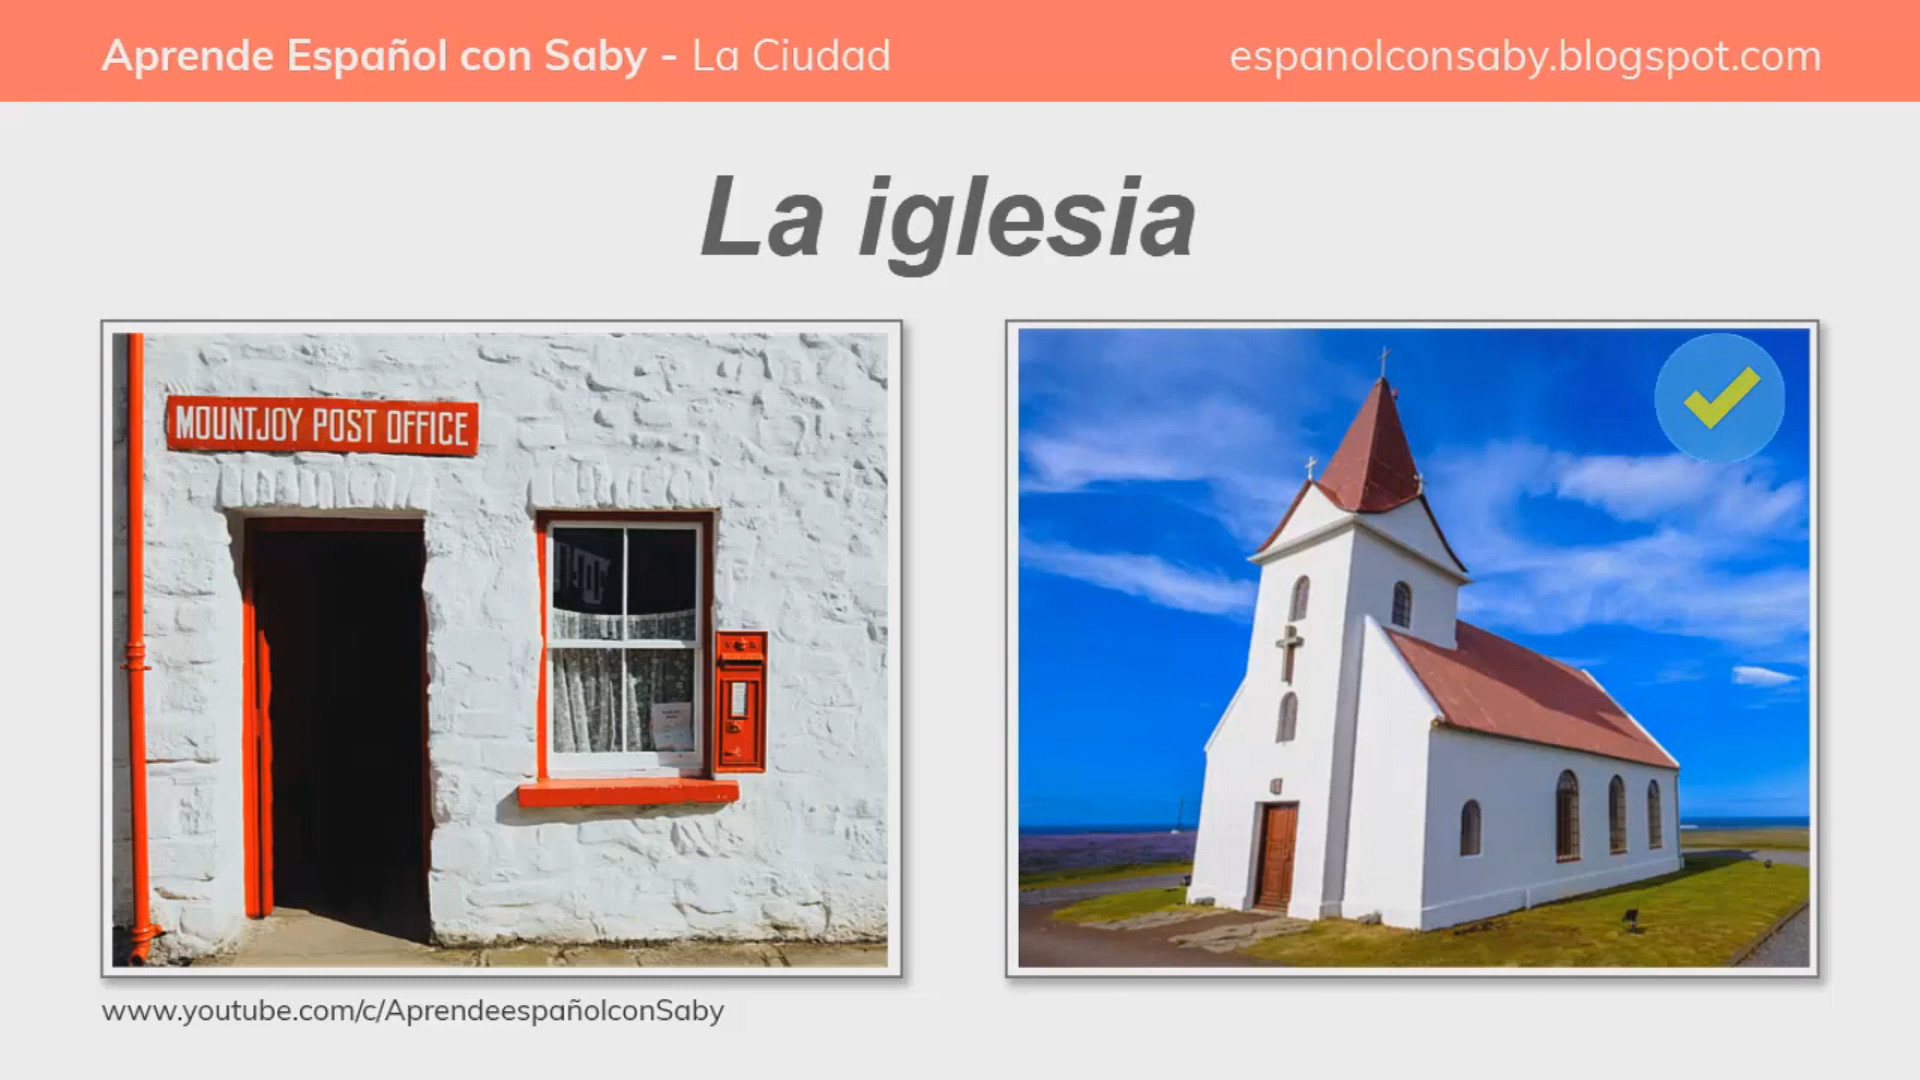 Aprende Español con Saby - La Ciudad
espanolconsaby.blogspot.com
La iglesia
MOUNTJOY POST OFFICE
www.youtube.com/c/AprendeespañolconSaby